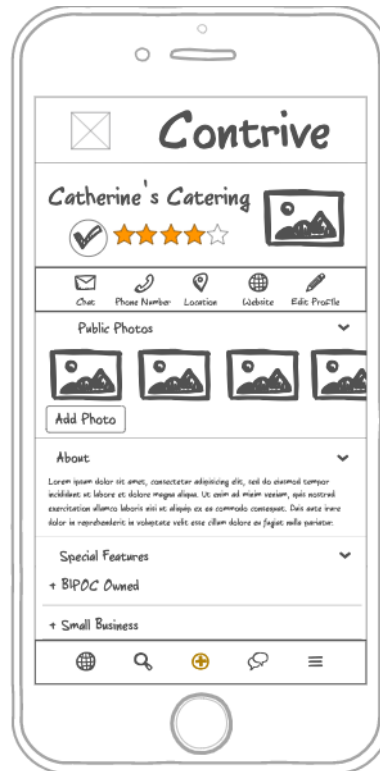 Contrive
Catherine's Catering
Chat Phone Number Location Website Edit Profile
Public Photos
Add Photo
About
Lorem ipsum dolor sit amet, consectetur adipisicing elit, sed do eiusmod tempor
incididunt ut labore et dolore magna aliqua. Ut enim ad minim veniam, quis nostrud
exercitation ullamco laboris nisi ut aliquip ex ea commodo consequat. Duis aute irure
dolor in reprehenderit in voluptate velit esse cillum dolore eu fugiat nulla pariatur.
Special Features
+ BIPOC Owned
+ Small Business